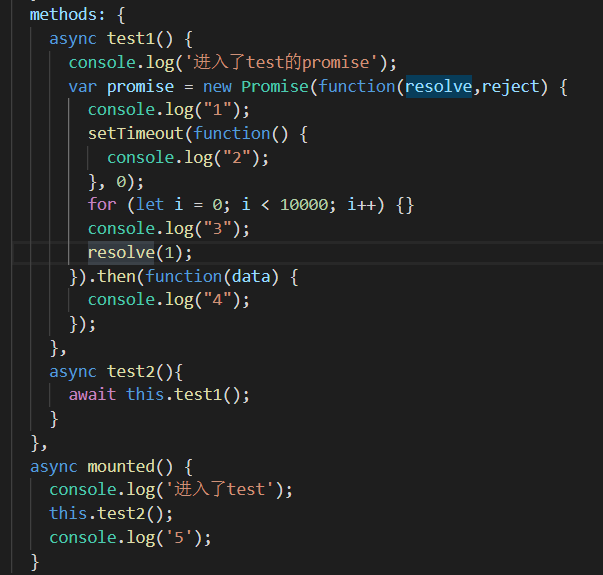 methods: {
async test1() {
console.log('进入了test的promise');
var promise = new Promise(function(resolve,reject) {
console.log("1");
setTimeout(function() {
console.log("2");
}, 0);
for (let i = 0; i < 10000; i++) {}
console.log("3");
resolve(1);
}).then(function(data) {
console.log("4");
});
},
async test2(){
await this.test1();
}
},
async mounted() {
console.log('进入了test');
this.test2();
console.log('5');
}